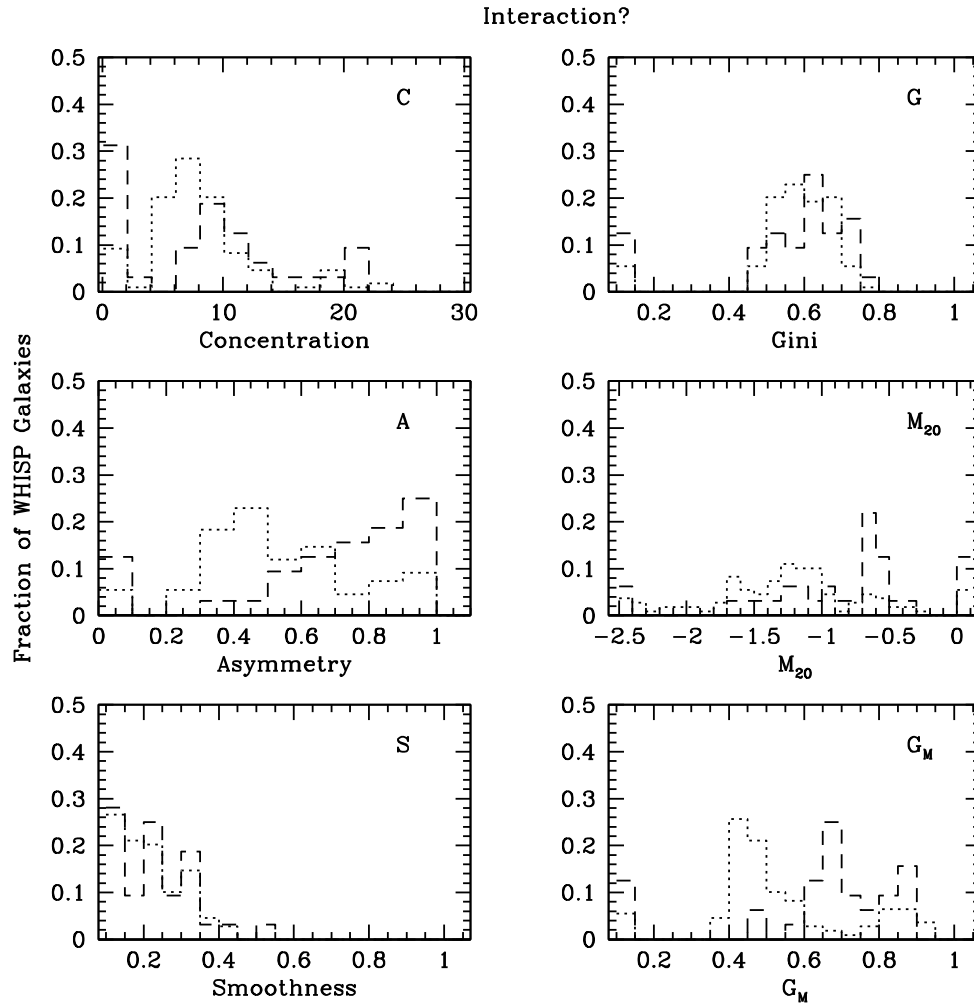 Interaction?
Fraction of WHISP Galaxies
C
0.5
0.4
0.3
0.2
0.1
0
0 10 20 30
Concentration
G
0.5
0.4
0.3
0.2
0.1
0
0.2 0.4 0.6 0.8 1
Gini
A
0.5
0.4
0.3
0.2
0.1
0
0 0.2 0.4 0.6 0.8 1
Asymmetry
M20
0.5
0.4
0.3
0.2
0.1
0
−2.5 −2 −1.5 −1 −0.5 0
M20
S
0.5
0.4
0.3
0.2
0.1
0
0.2 0.4 0.6 0.8 1
Smoothness
GM
0.5
0.4
0.3
0.2
0.1
0
0.2 0.4 0.6 0.8 1
GM